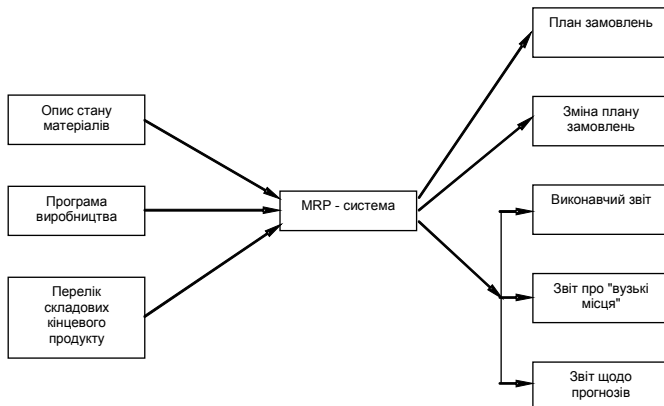 Опис стану
матеріалів
Програма
виробництва
Перелік
складових
кінцевого
продукту
MRP - система
План замовлень
Зміна плану
замовлень
Виконавчий звіт
Звіт про "вузькі
місця"
Звіт щодо
прогнозів